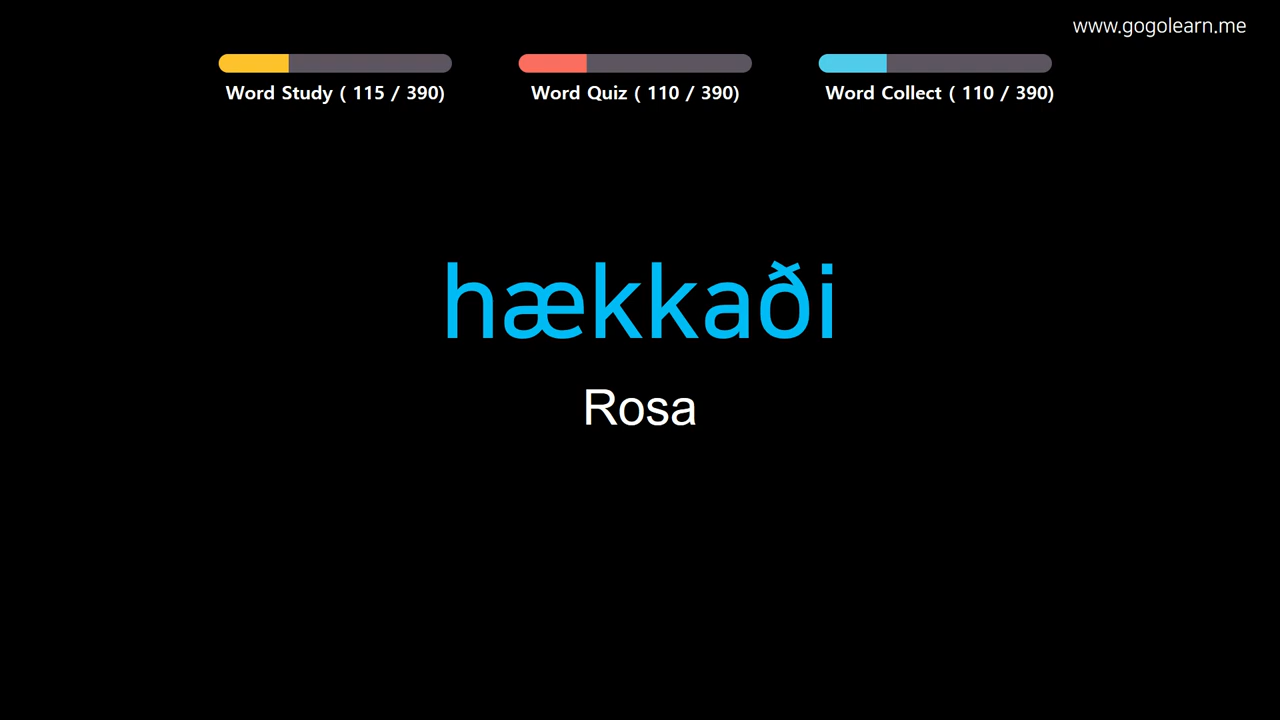 www.gogolearn.me
Word Study ( 115 / 390)
Word Quiz ( 110 / 390)
Word Collect ( 110 / 390)
hækkaði
Rosa